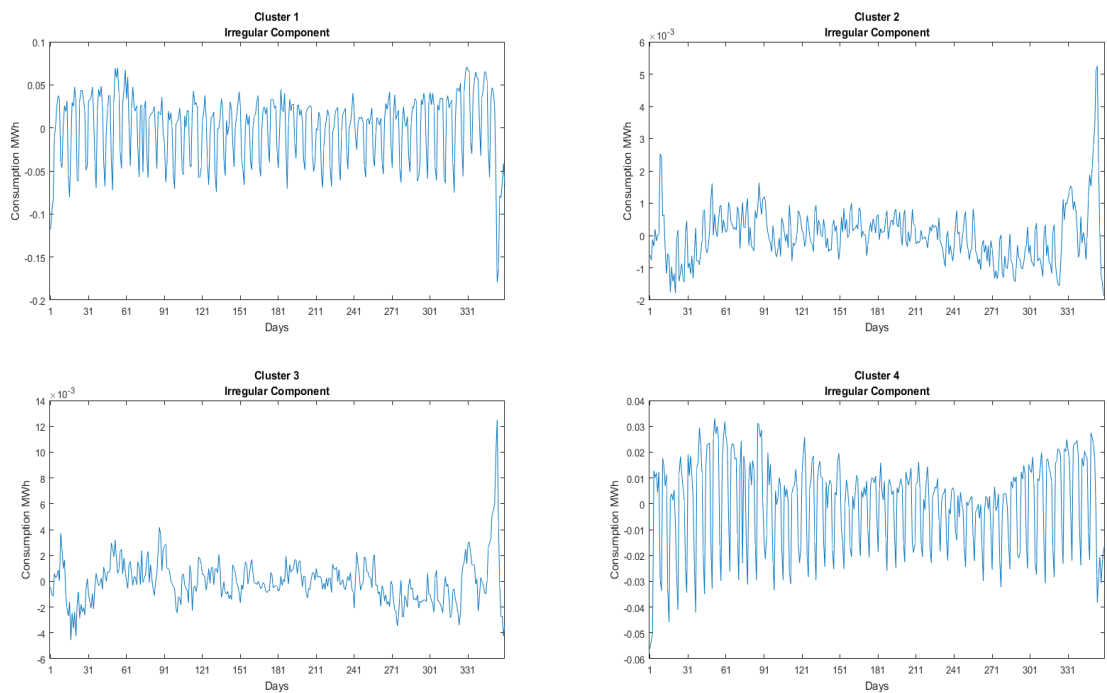 Cluster 1
Irregular Component
0.1
0.05
0
-0.05
-0.1
-0.15
-0.2
Consumption MWh
1 31 61 91 121 151 181 211 241 271 301 331
Days
Cluster 2
Irregular Component
×10-3
6
5
4
3
2
1
0
-1
-2
Consumption MWh
1 31 61 91 121 151 181 211 241 271 301 331
Days
Cluster 3
Irregular Component
×10-3
14
12
10
8
6
4
2
0
-2
-4
-6
Consumption MWh
1 31 61 91 121 151 181 211 241 271 301 331
Days
Cluster 4
Irregular Component
0.04
0.03
0.02
0.01
0
-0.01
-0.02
-0.03
-0.04
-0.05
-0.06
Consumption MWh
1 31 61 91 121 151 181 211 241 271 301 331
Days